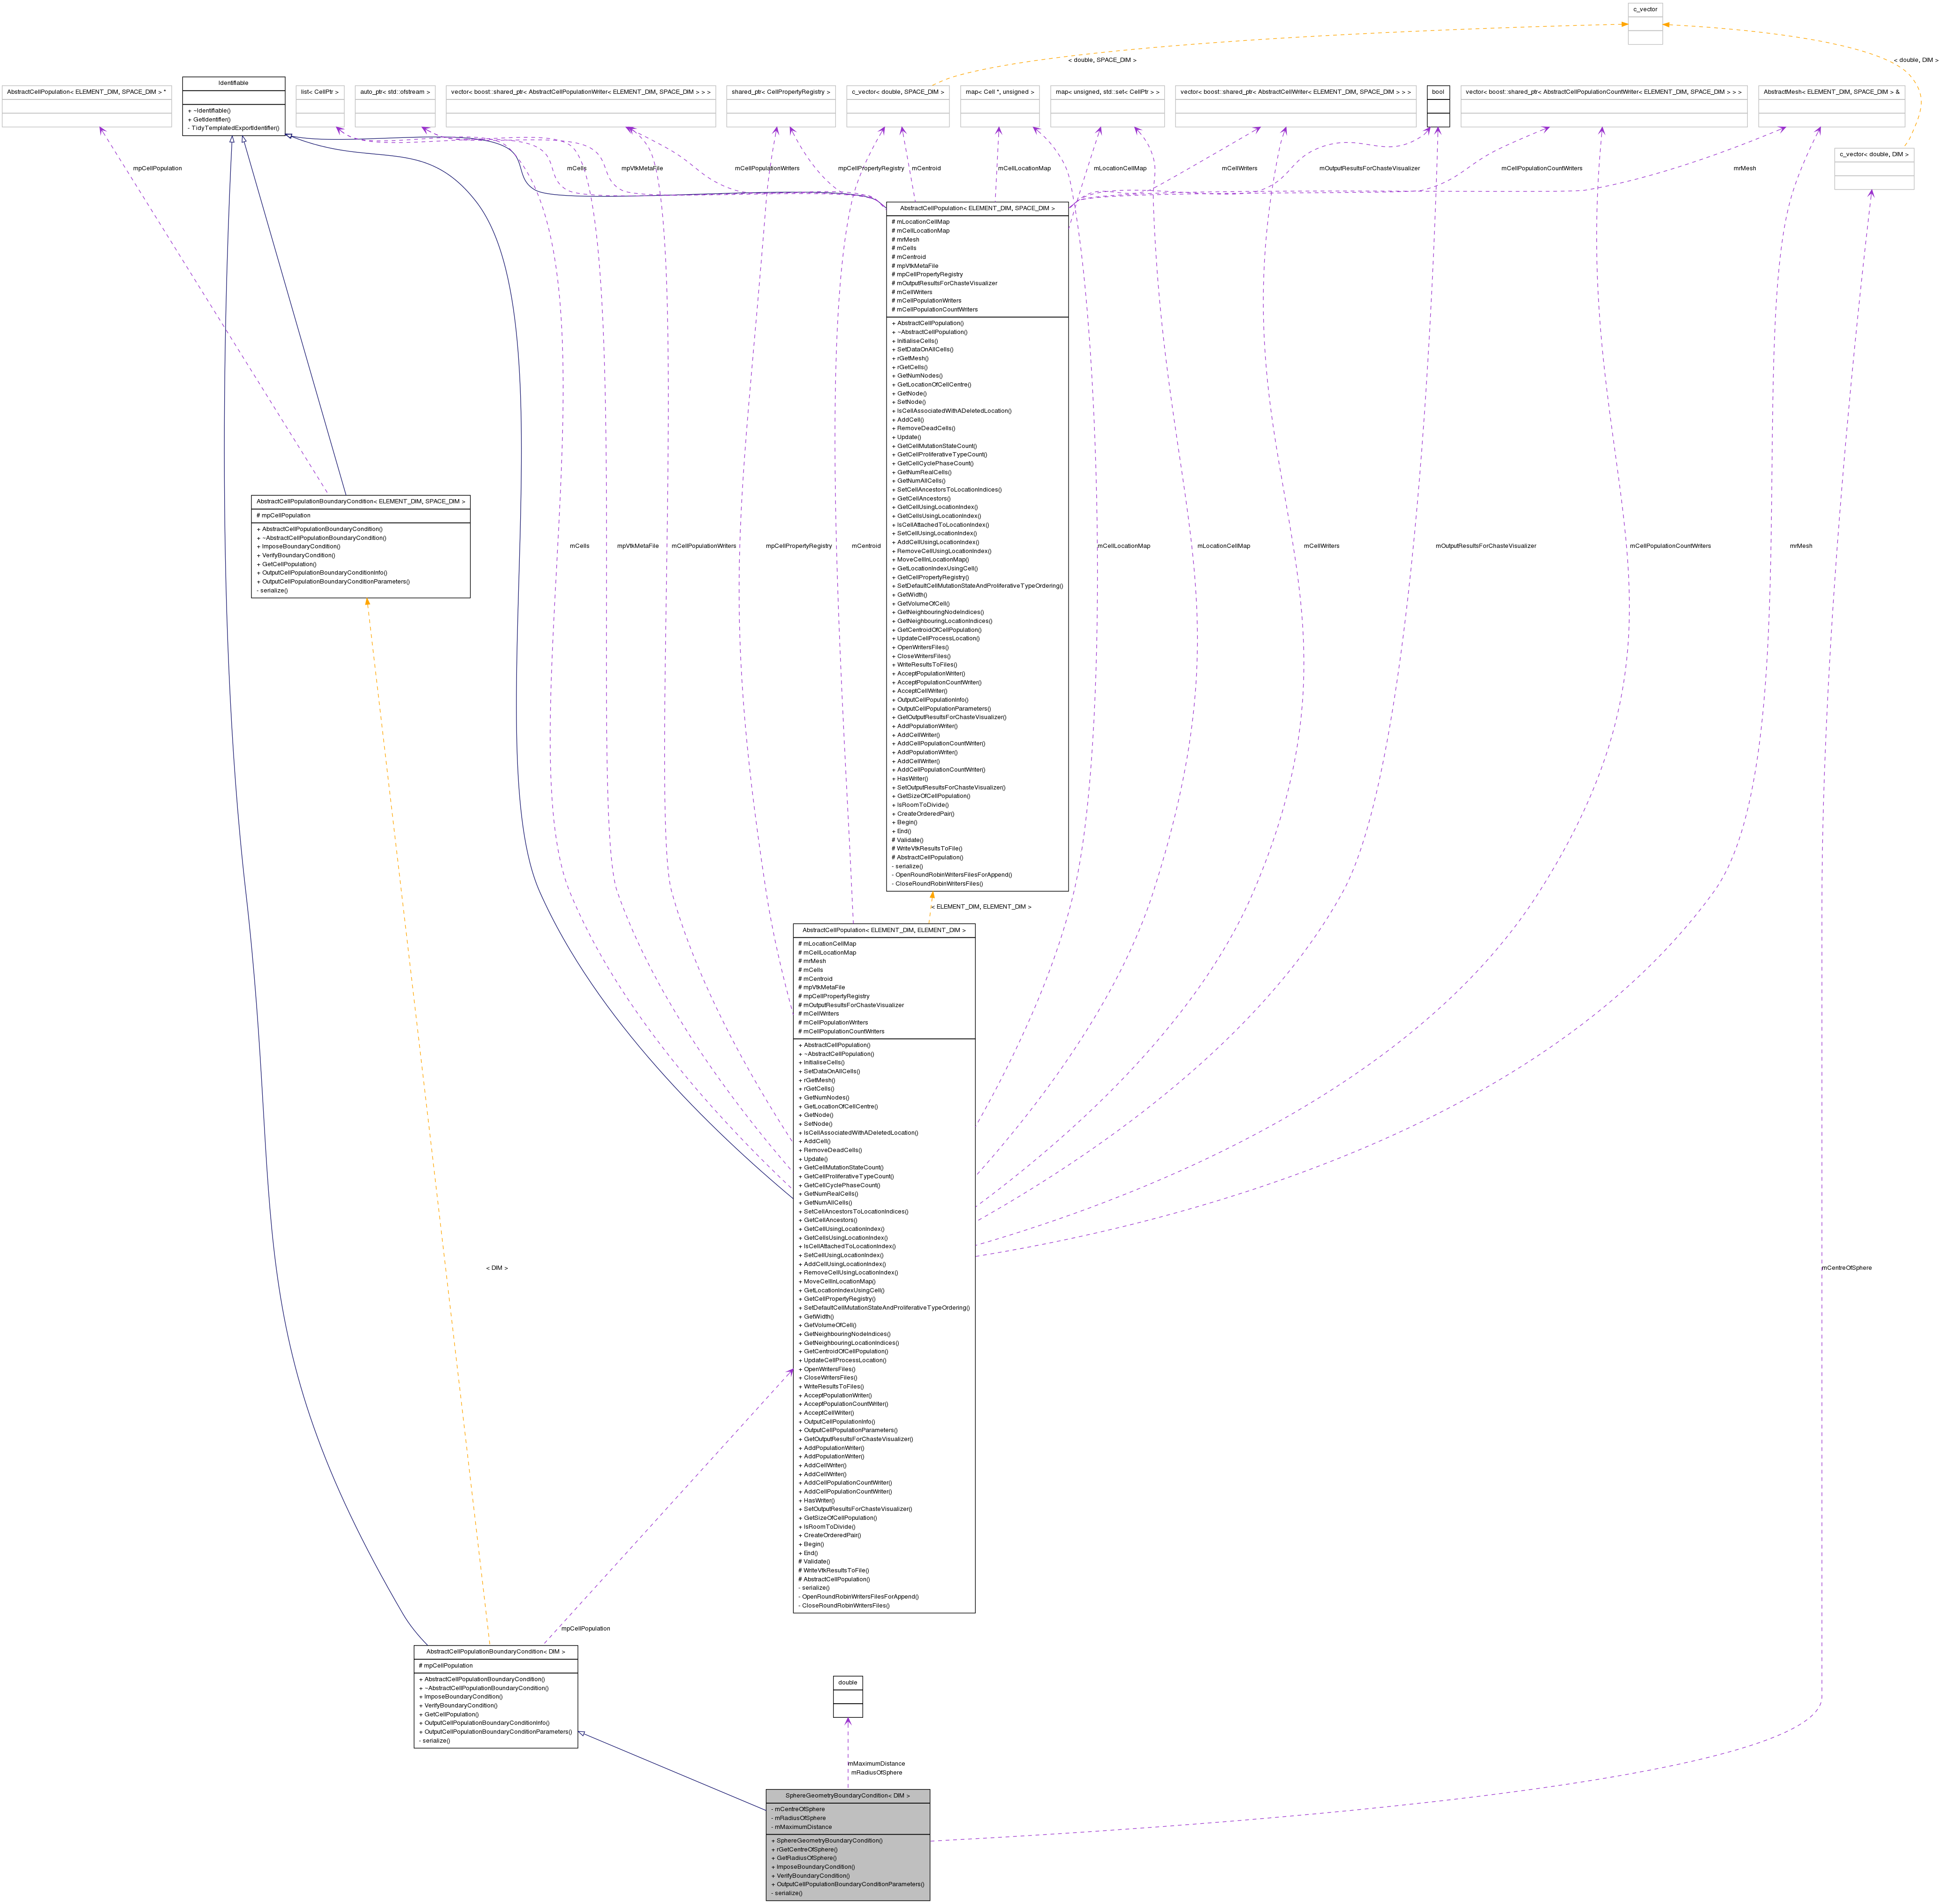 c_vector
< double, SPACE_DIM >
< double, DIM >
AbstractCellPopulation< ELEMENT_DIM, SPACE_DIM > *
Identifiable
+ ~Identifiable()
+ GetIdentifier()
- TidyTemplatedExportIdentifier()
list< CellPtr >
auto_ptr< std::ofstream >
vector< boost::shared_ptr< AbstractCellPopulationWriter< ELEMENT_DIM, SPACE_DIM > > >
shared_ptr< CellPropertyRegistry >
c_vector< double, SPACE_DIM >
map< Cell *, unsigned >
map< unsigned, std::set< CellPtr > >
vector< boost::shared_ptr< AbstractCellWriter< ELEMENT_DIM, SPACE_DIM > > >
bool
vector< boost::shared_ptr< AbstractCellPopulationCountWriter< ELEMENT_DIM, SPACE_DIM > > >
AbstractMesh< ELEMENT_DIM, SPACE_DIM > &
c_vector< double, DIM >
mpCellPopulation
mCells
mpVtkMetaFile
mCellPopulationWriters
mpCellPropertyRegistry
mCentroid
mCellLocationMap
mLocationCellMap
mCellWriters
mOutputResultsForChasteVisualizer
mCellPopulationCountWriters
mrMesh
AbstractCellPopulation< ELEMENT_DIM, SPACE_DIM >
# mLocationCellMap
# mCellLocationMap
# mrMesh
# mCells
# mCentroid
# mpVtkMetaFile
# mpCellPropertyRegistry
# mOutputResultsForChasteVisualizer
# mCellWriters
# mCellPopulationWriters
# mCellPopulationCountWriters
+ AbstractCellPopulation()
+ ~AbstractCellPopulation()
+ InitialiseCells()
+ SetDataOnAllCells()
+ rGetMesh()
+ rGetCells()
+ GetNumNodes()
+ GetLocationOfCellCentre()
+ GetNode()
+ SetNode()
+ IsCellAssociatedWithADeletedLocation()
+ AddCell()
+ RemoveDeadCells()
+ Update()
+ GetCellMutationStateCount()
+ GetCellProliferativeTypeCount()
+ GetCellCyclePhaseCount()
+ GetNumRealCells()
+ GetNumAllCells()
+ SetCellAncestorsToLocationIndices()
+ GetCellAncestors()
+ GetCellUsingLocationIndex()
+ GetCellsUsingLocationIndex()
+ IsCellAttachedToLocationIndex()
+ SetCellUsingLocationIndex()
+ AddCellUsingLocationIndex()
+ RemoveCellUsingLocationIndex()
+ MoveCellInLocationMap()
+ GetLocationIndexUsingCell()
+ GetCellPropertyRegistry()
+ SetDefaultCellMutationStateAndProliferativeTypeOrdering()
+ GetWidth()
+ GetVolumeOfCell()
+ GetNeighbouringNodeIndices()
+ GetNeighbouringLocationIndices()
+ GetCentroidOfCellPopulation()
+ UpdateCellProcessLocation()
+ OpenWritersFiles()
+ CloseWritersFiles()
+ WriteResultsToFiles()
+ AcceptPopulationWriter()
+ AcceptPopulationCountWriter()
+ AcceptCellWriter()
+ OutputCellPopulationInfo()
+ OutputCellPopulationParameters()
+ GetOutputResultsForChasteVisualizer()
+ AddPopulationWriter()
+ AddCellWriter()
+ AddCellPopulationCountWriter()
+ AddPopulationWriter()
+ AddCellWriter()
+ AddCellPopulationCountWriter()
+ HasWriter()
+ SetOutputResultsForChasteVisualizer()
+ GetSizeOfCellPopulation()
+ IsRoomToDivide()
+ CreateOrderedPair()
+ Begin()
+ End()
# Validate()
# WriteVtkResultsToFile()
# AbstractCellPopulation()
- serialize()
- OpenRoundRobinWritersFilesForAppend()
- CloseRoundRobinWritersFiles()
AbstractCellPopulationBoundaryCondition< ELEMENT_DIM, SPACE_DIM >
# mpCellPopulation
+ AbstractCellPopulationBoundaryCondition()
+ ~AbstractCellPopulationBoundaryCondition()
+ ImposeBoundaryCondition()
+ VerifyBoundaryCondition()
+ GetCellPopulation()
+ OutputCellPopulationBoundaryConditionInfo()
+ OutputCellPopulationBoundaryConditionParameters()
- serialize()
mCells
mpVtkMetaFile
mCellPopulationWriters
mpCellPropertyRegistry
mCentroid
mCellLocationMap
mLocationCellMap
mCellWriters
mOutputResultsForChasteVisualizer
mCellPopulationCountWriters
mrMesh
< ELEMENT_DIM, ELEMENT_DIM >
AbstractCellPopulation< ELEMENT_DIM, ELEMENT_DIM >
# mLocationCellMap
# mCellLocationMap
# mrMesh
# mCells
# mCentroid
# mpVtkMetaFile
# mpCellPropertyRegistry
# mOutputResultsForChasteVisualizer
# mCellWriters
# mCellPopulationWriters
# mCellPopulationCountWriters
+ AbstractCellPopulation()
+ ~AbstractCellPopulation()
+ InitialiseCells()
+ SetDataOnAllCells()
+ rGetMesh()
+ rGetCells()
+ GetNumNodes()
+ GetLocationOfCellCentre()
+ GetNode()
+ SetNode()
+ IsCellAssociatedWithADeletedLocation()
+ AddCell()
+ RemoveDeadCells()
+ Update()
+ GetCellMutationStateCount()
+ GetCellProliferativeTypeCount()
+ GetCellCyclePhaseCount()
+ GetNumRealCells()
+ GetNumAllCells()
+ SetCellAncestorsToLocationIndices()
+ GetCellAncestors()
+ GetCellUsingLocationIndex()
+ GetCellsUsingLocationIndex()
+ IsCellAttachedToLocationIndex()
+ SetCellUsingLocationIndex()
+ AddCellUsingLocationIndex()
+ RemoveCellUsingLocationIndex()
+ MoveCellInLocationMap()
+ GetLocationIndexUsingCell()
+ GetCellPropertyRegistry()
+ SetDefaultCellMutationStateAndProliferativeTypeOrdering()
+ GetWidth()
+ GetVolumeOfCell()
+ GetNeighbouringNodeIndices()
+ GetNeighbouringLocationIndices()
+ GetCentroidOfCellPopulation()
+ UpdateCellProcessLocation()
+ OpenWritersFiles()
+ CloseWritersFiles()
+ WriteResultsToFiles()
+ AcceptPopulationWriter()
+ AcceptPopulationCountWriter()
+ AcceptCellWriter()
+ OutputCellPopulationInfo()
+ OutputCellPopulationParameters()
+ GetOutputResultsForChasteVisualizer()
+ AddPopulationWriter()
+ AddPopulationWriter()
+ AddCellWriter()
+ AddCellWriter()
+ AddCellPopulationCountWriter()
+ AddCellPopulationCountWriter()
+ HasWriter()
+ SetOutputResultsForChasteVisualizer()
+ GetSizeOfCellPopulation()
+ IsRoomToDivide()
+ CreateOrderedPair()
+ Begin()
+ End()
# Validate()
# WriteVtkResultsToFile()
# AbstractCellPopulation()
- serialize()
- OpenRoundRobinWritersFilesForAppend()
- CloseRoundRobinWritersFiles()
< DIM >
mCentreOfSphere
mpCellPopulation
AbstractCellPopulationBoundaryCondition< DIM >
# mpCellPopulation
+ AbstractCellPopulationBoundaryCondition()
+ ~AbstractCellPopulationBoundaryCondition()
+ ImposeBoundaryCondition()
+ VerifyBoundaryCondition()
+ GetCellPopulation()
+ OutputCellPopulationBoundaryConditionInfo()
+ OutputCellPopulationBoundaryConditionParameters()
- serialize()
double
mMaximumDistance
mRadiusOfSphere
SphereGeometryBoundaryCondition< DIM >
- mCentreOfSphere
- mRadiusOfSphere
- mMaximumDistance
+ SphereGeometryBoundaryCondition()
+ rGetCentreOfSphere()
+ GetRadiusOfSphere()
+ ImposeBoundaryCondition()
+ VerifyBoundaryCondition()
+ OutputCellPopulationBoundaryConditionParameters()
- serialize()